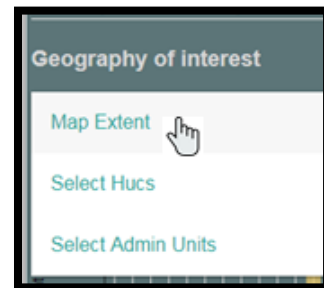 Geography of interest
Map Extent
Select Hucs
Select Admin Units